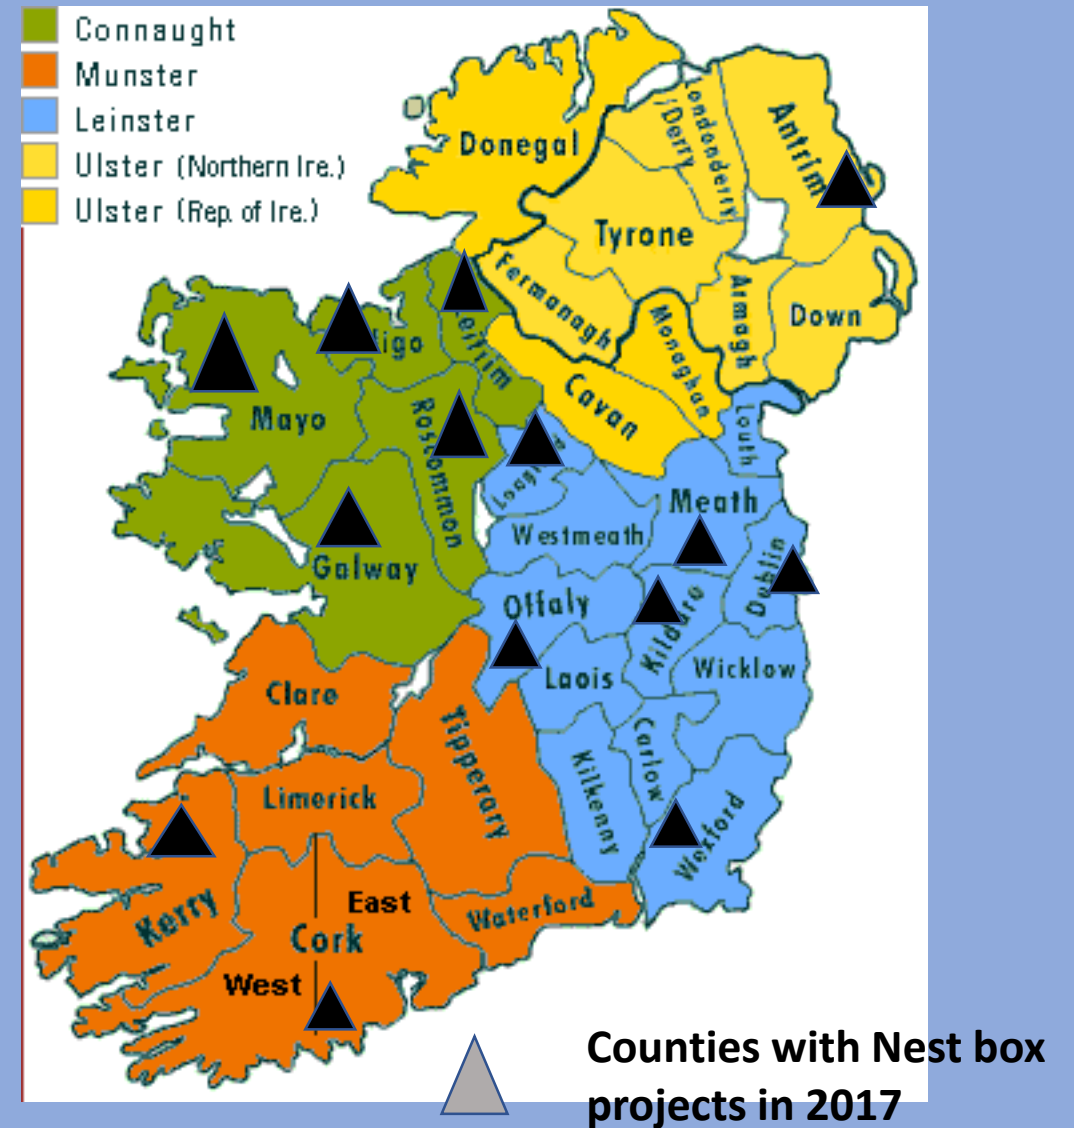 Connaught
Munster
Leinster
Ulster (Northern Ire.)
Ulster (Rep. of Ire.)
Donegal
Londonderry
/Derry
Antrim
Tyrone
Fermanagh
Armagh
Down
Monaghan
Cavan
Louth
ligo
eitrim
Mayo
Roscommon
Galway
Meath
Westmeath
Dublin
Offaly
Kildare
Laois
Wicklow
Clare
Tipperary
Carlow
Kilkenny
Wexford
Limerick
East
Waterford
Kerry
Cork
West
Counties with Nest box
projects in 2017